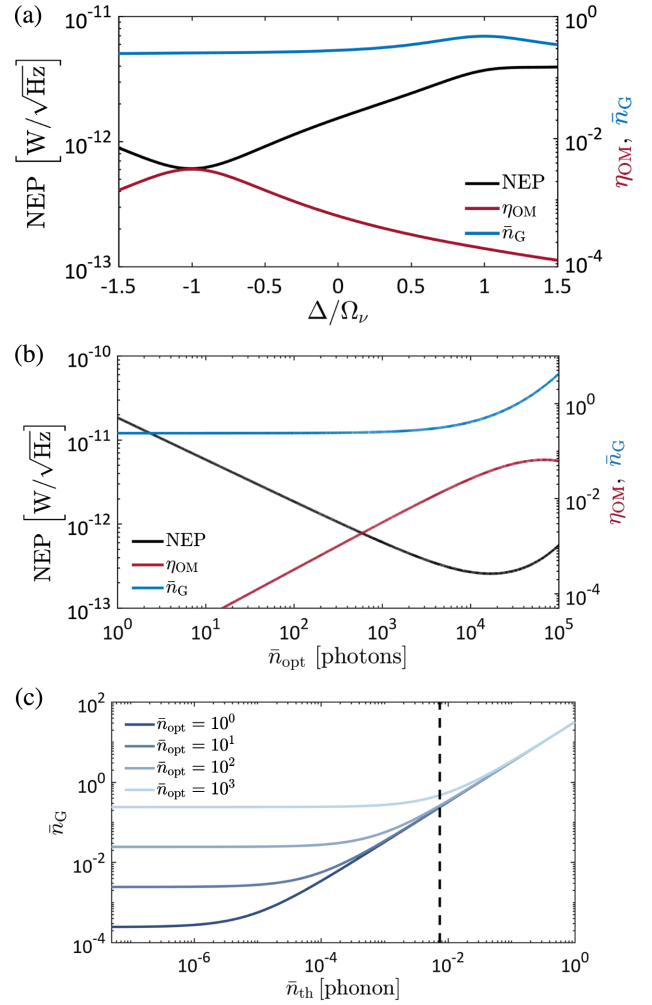 (a)
10^-11
10^0
NEP [W/√Hz]
10^-12
10^-2
η_OM, n̄_G
NEP
η_OM
n̄_G
10^-13
10^-4
-1.5 -1 -0.5 0 0.5 1 1.5
Δ/Ω_ν
(b)
10^-10
10^0
10^-11
NEP [W/√Hz]
10^-2
η_OM, n̄_G
10^-12
NEP
η_OM
n̄_G
10^-4
10^-13
10^0 10^1 10^2 10^3 10^4 10^5
n̄_opt [photons]
(c)
10^2
n̄_opt = 10^0
n̄_opt = 10^1
n̄_opt = 10^2
n̄_opt = 10^3
10^0
n̄_G
10^-2
10^-4
10^-6 10^-4 10^-2 10^0
n̄_th [phonon]